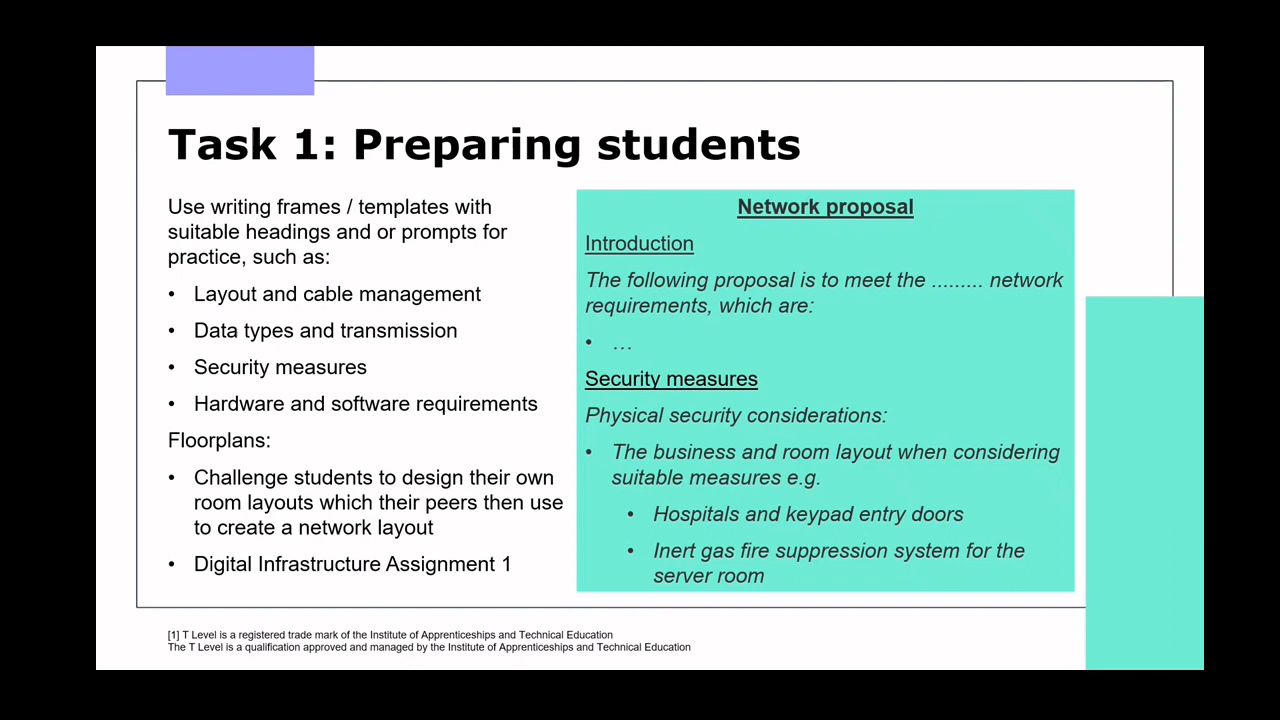 Task 1: Preparing students
Use writing frames / templates with
suitable headings and or prompts for
practice, such as:
• Layout and cable management
• Data types and transmission
• Security measures
• Hardware and software requirements
Floorplans:
• Challenge students to design their own
room layouts which their peers then use
to create a network layout
• Digital Infrastructure Assignment 1
Network proposal
Introduction
The following proposal is to meet the ......... network
requirements, which are:
• …
Security measures
Physical security considerations:
• The business and room layout when considering
suitable measures e.g.
• Hospitals and keypad entry doors
• Inert gas fire suppression system for the
server room
[1] T Level is a registered trade mark of the Institute of Apprenticeships and Technical Education
The T Level is a qualification approved and managed by the Institute of Apprenticeships and Technical Education